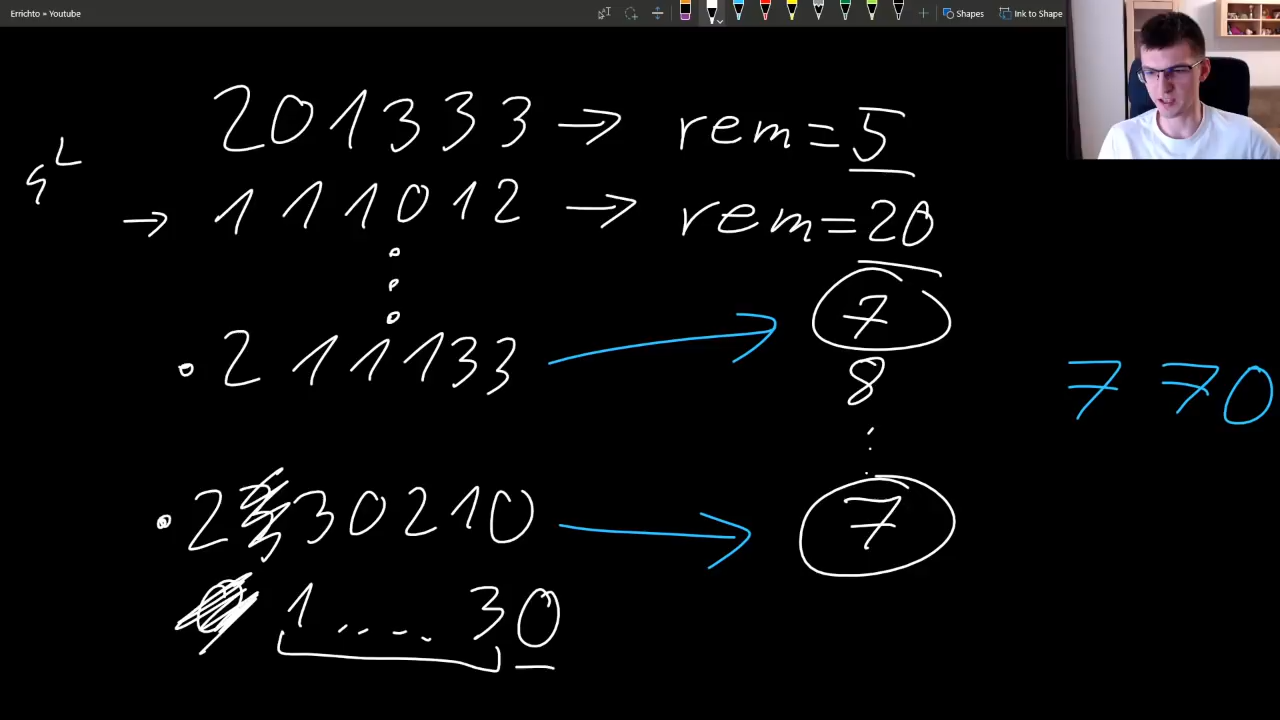 Errichto » Youtube
Shapes
Ink to Shape
201333 → rem = 5
4^L
→ 111012 → rem = 20
7
211133
8
7 70
230210
7
1 .... 30